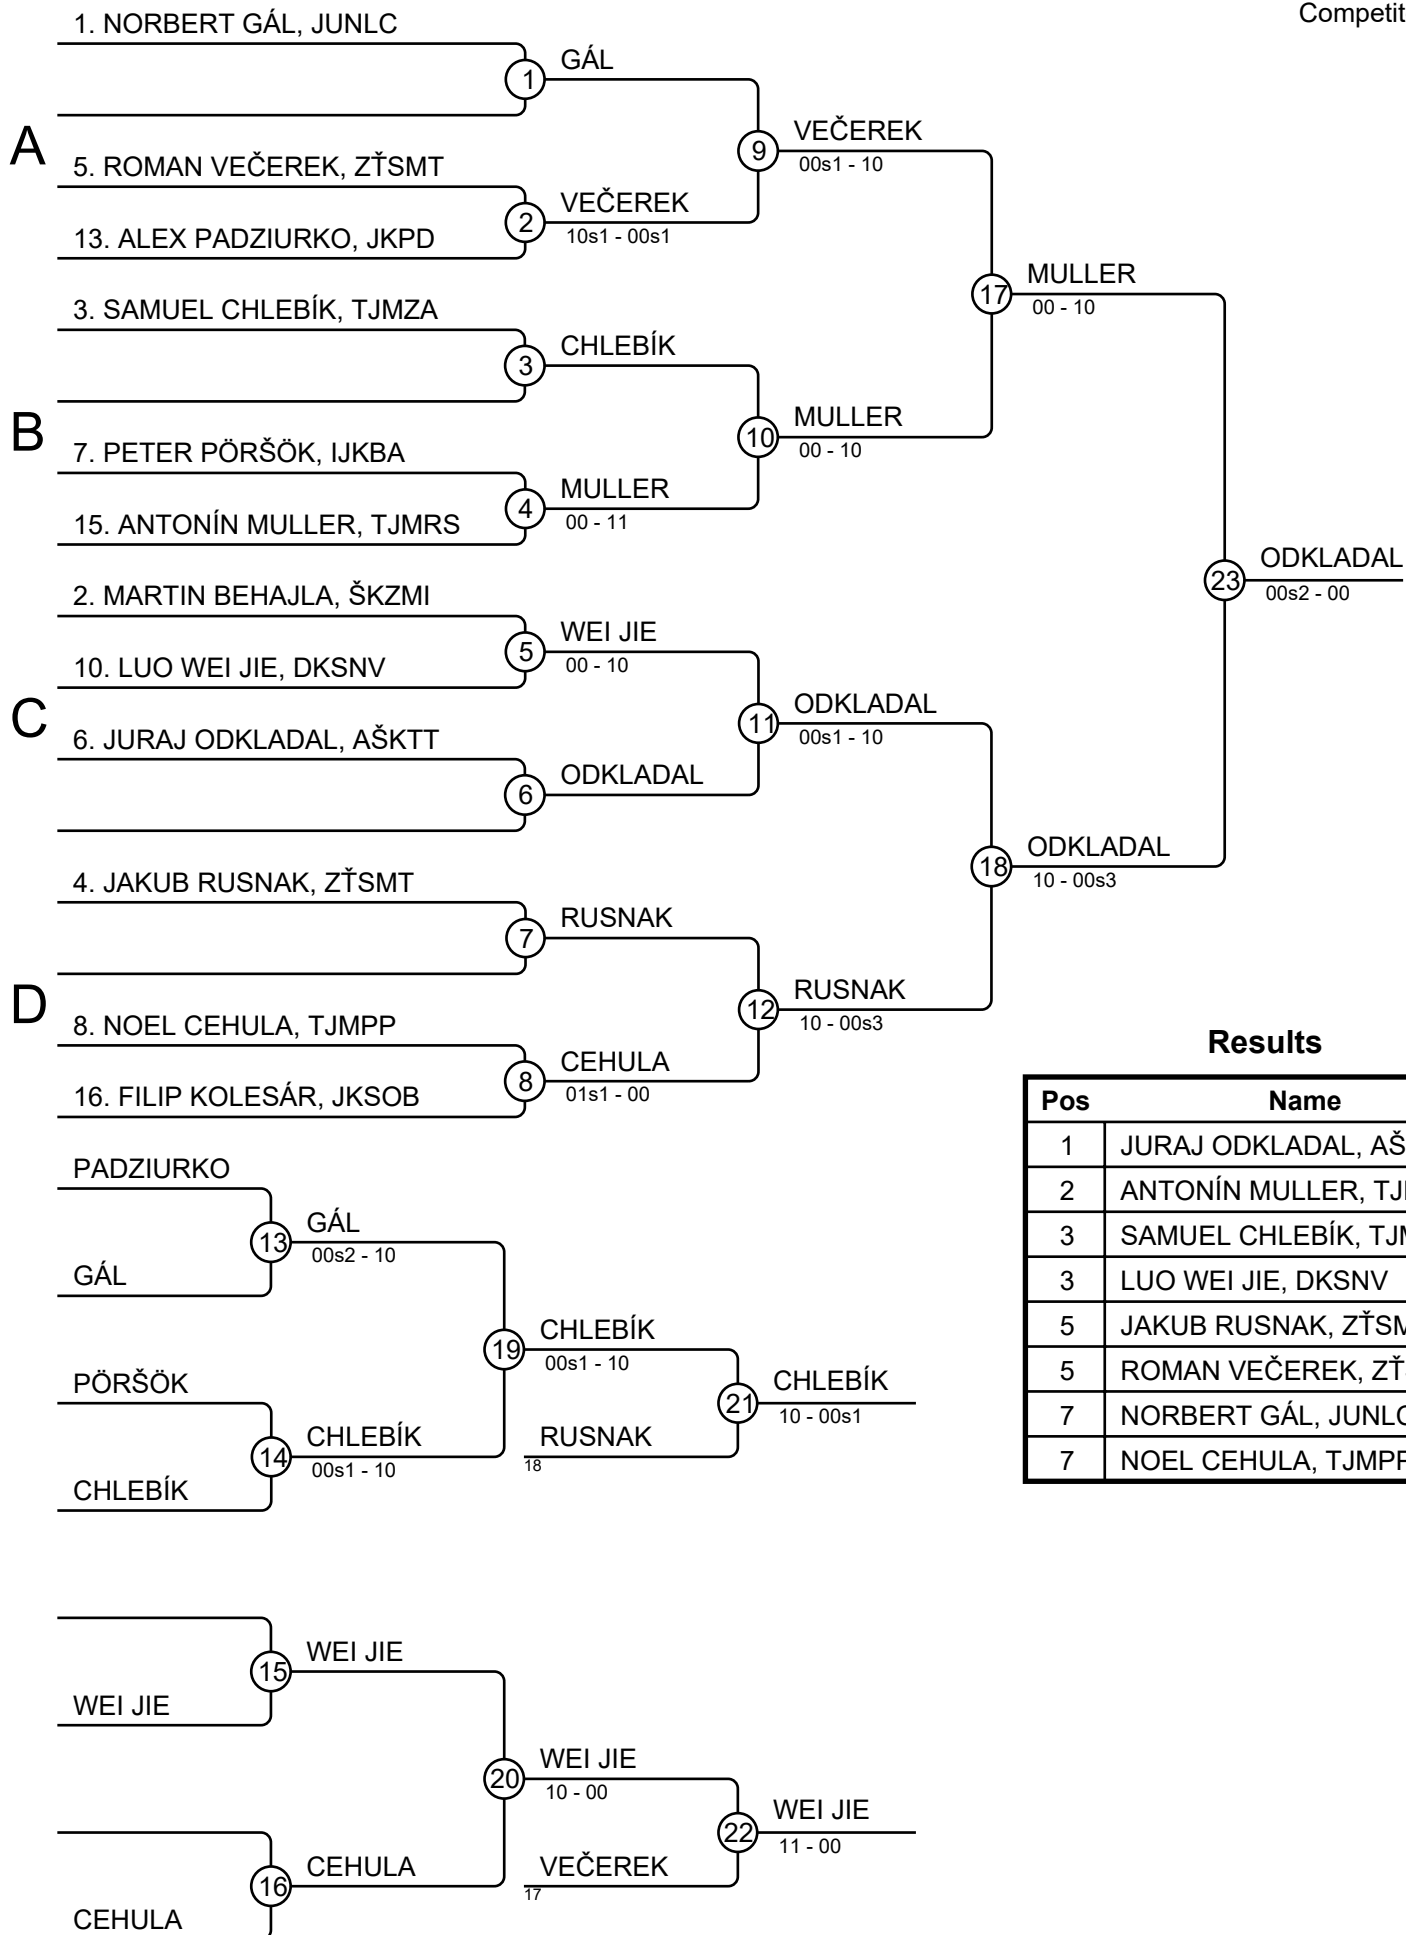 Competit
1. NORBERT GÁL, JUNLC
1
GÁL
A
5. ROMAN VEČEREK, ZŤSMT
13. ALEX PADZIURKO, JKPD
2
VEČEREK
10s1 - 00s1
9
VEČEREK
00s1 - 10
3. SAMUEL CHLEBÍK, TJMZA
3
CHLEBÍK
B
7. PETER PÖRŠÖK, IJKBA
15. ANTONÍN MULLER, TJMRS
4
MULLER
00 - 11
10
MULLER
00 - 10
17
MULLER
00 - 10
2. MARTIN BEHAJLA, ŠKZMI
10. LUO WEI JIE, DKSNV
5
WEI JIE
00 - 10
C
6. JURAJ ODKLADAL, AŠKTT
6
ODKLADAL
11
ODKLADAL
00s1 - 10
4. JAKUB RUSNAK, ZŤSMT
7
RUSNAK
D
8. NOEL CEHULA, TJMPP
16. FILIP KOLESÁR, JKSOB
8
CEHULA
01s1 - 00
12
RUSNAK
10 - 00s3
18
ODKLADAL
10 - 00s3
23
ODKLADAL
00s2 - 00
PADZIURKO
GÁL
13
GÁL
00s2 - 10
PÖRŠÖK
CHLEBÍK
14
CHLEBÍK
00s1 - 10
19
CHLEBÍK
00s1 - 10
RUSNAK
18
21
CHLEBÍK
10 - 00s1
WEI JIE
15
WEI JIE
CEHULA
16
CEHULA
20
WEI JIE
10 - 00
VEČEREK
17
22
WEI JIE
11 - 00
Results
Pos Name
1 JURAJ ODKLADAL, AŠ
2 ANTONÍN MULLER, TJ
3 SAMUEL CHLEBÍK, TJM
3 LUO WEI JIE, DKSNV
5 JAKUB RUSNAK, ZŤSM
5 ROMAN VEČEREK, ZŤ
7 NORBERT GÁL, JUNLC
7 NOEL CEHULA, TJMPP